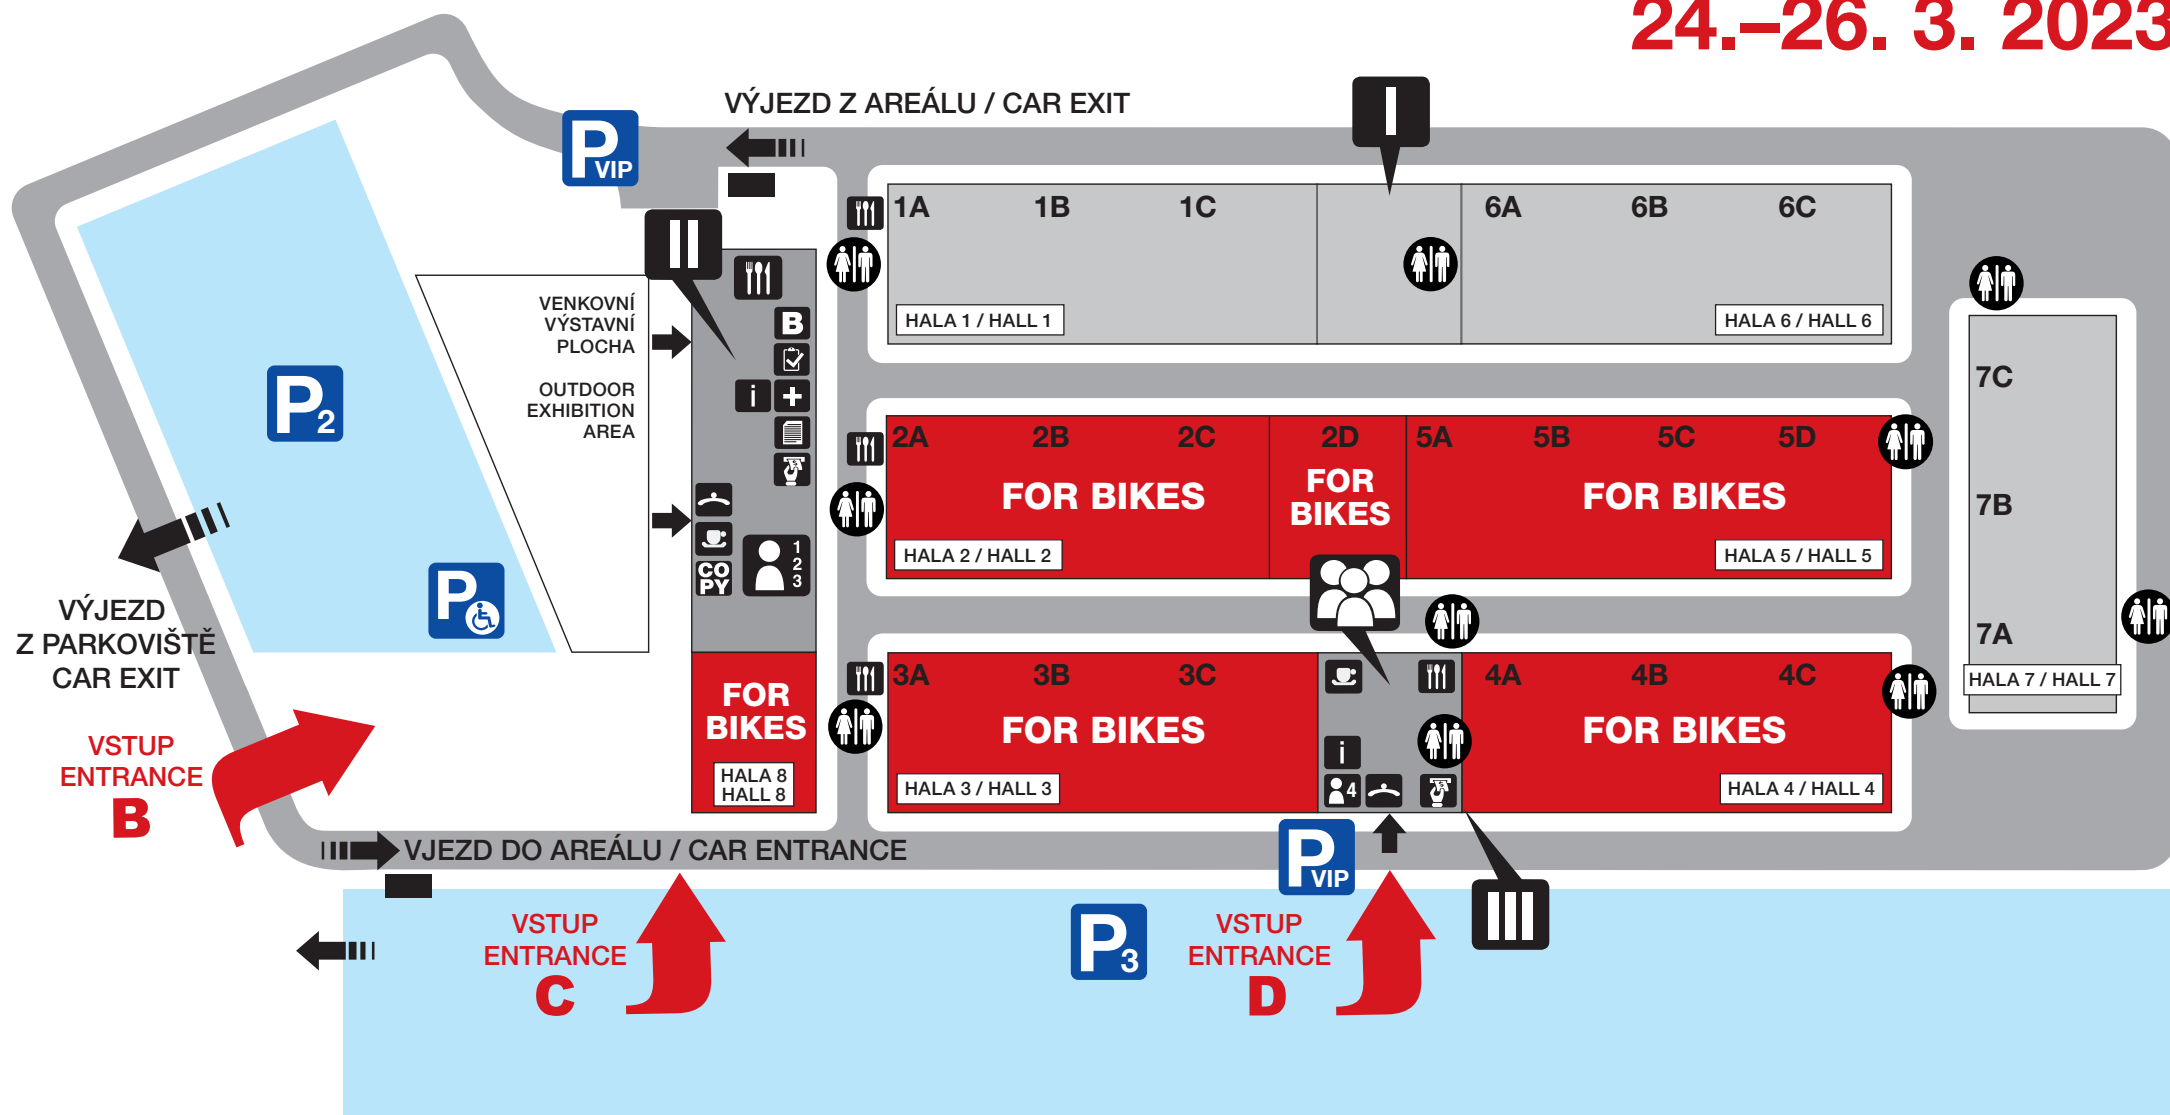 24.–26. 3. 2023
VÝJEZD Z AREÁLU / CAR EXIT
P VIP
I
II
1A 1B 1C 6A 6B 6C
HALA 1 / HALL 1
HALA 6 / HALL 6
VENKOVNÍ
VÝSTAVNÍ
PLOCHA
OUTDOOR
EXHIBITION
AREA
B
i
P2
7C
7B
7A
HALA 7 / HALL 7
2A 2B 2C 2D 5A 5B 5C 5D
FOR BIKES
FOR
BIKES
FOR BIKES
HALA 2 / HALL 2
HALA 5 / HALL 5
1
2
3
CO
PY
P
VÝJEZD
Z PARKOVIŠTĚ
CAR EXIT
3A 3B 3C 4A 4B 4C
FOR
BIKES
FOR BIKES
FOR BIKES
i
4
HALA 8
HALL 8
HALA 3 / HALL 3
HALA 4 / HALL 4
VSTUP
ENTRANCE
B
VJEZD DO AREÁLU / CAR ENTRANCE
P VIP
III
VSTUP
ENTRANCE
C
P3
VSTUP
ENTRANCE
D